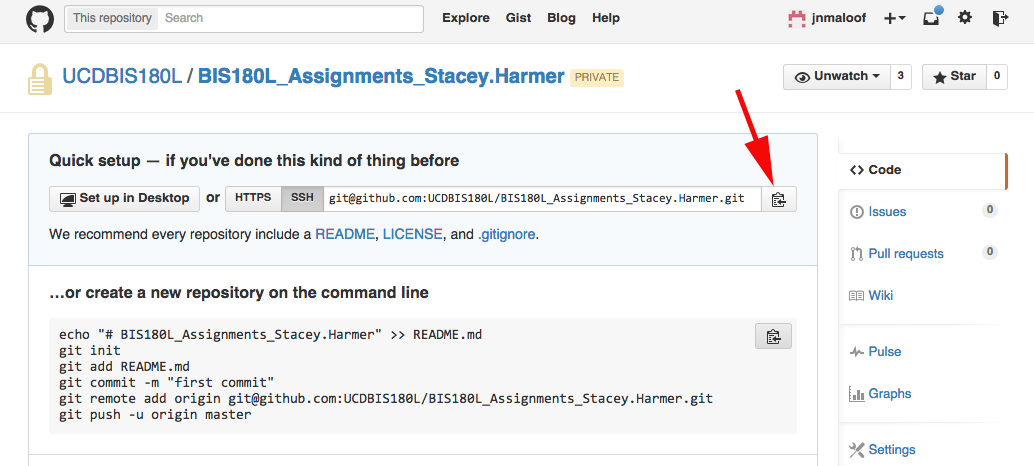 This repository Search Explore Gist Blog Help jnmaloof
UCDBIS180L / BIS180L_Assignments_Stacey.Harmer PRIVATE Unwatch 3 Star 0
Quick setup — if you've done this kind of thing before
Set up in Desktop or HTTPS SSH git@github.com:UCDBIS180L/BIS180L_Assignments_Stacey.Harmer.git
We recommend every repository include a README, LICENSE, and .gitignore.
…or create a new repository on the command line
echo "# BIS180L_Assignments_Stacey.Harmer" >> README.md
git init
git add README.md
git commit -m "first commit"
git remote add origin git@github.com:UCDBIS180L/BIS180L_Assignments_Stacey.Harmer.git
git push -u origin master
Code
Issues 0
Pull requests 0
Wiki
Pulse
Graphs
Settings